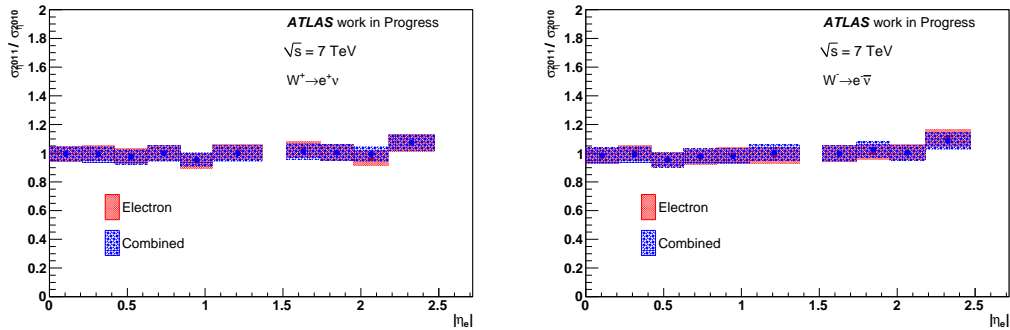 σ2011 / σ2010
2
1.8
1.6
1.4
1.2
1
0.8
0.6
0.4
0.2
0
ATLAS work in Progress
√s = 7 TeV
W⁺→e⁺ν
Electron
Combined
0 0.5 1 1.5 2 2.5
|ηe|
σ2011 / σ2010
2
1.8
1.6
1.4
1.2
1
0.8
0.6
0.4
0.2
0
ATLAS work in Progress
√s = 7 TeV
W⁻→e⁻ν̅
Electron
Combined
0 0.5 1 1.5 2 2.5
|ηe|